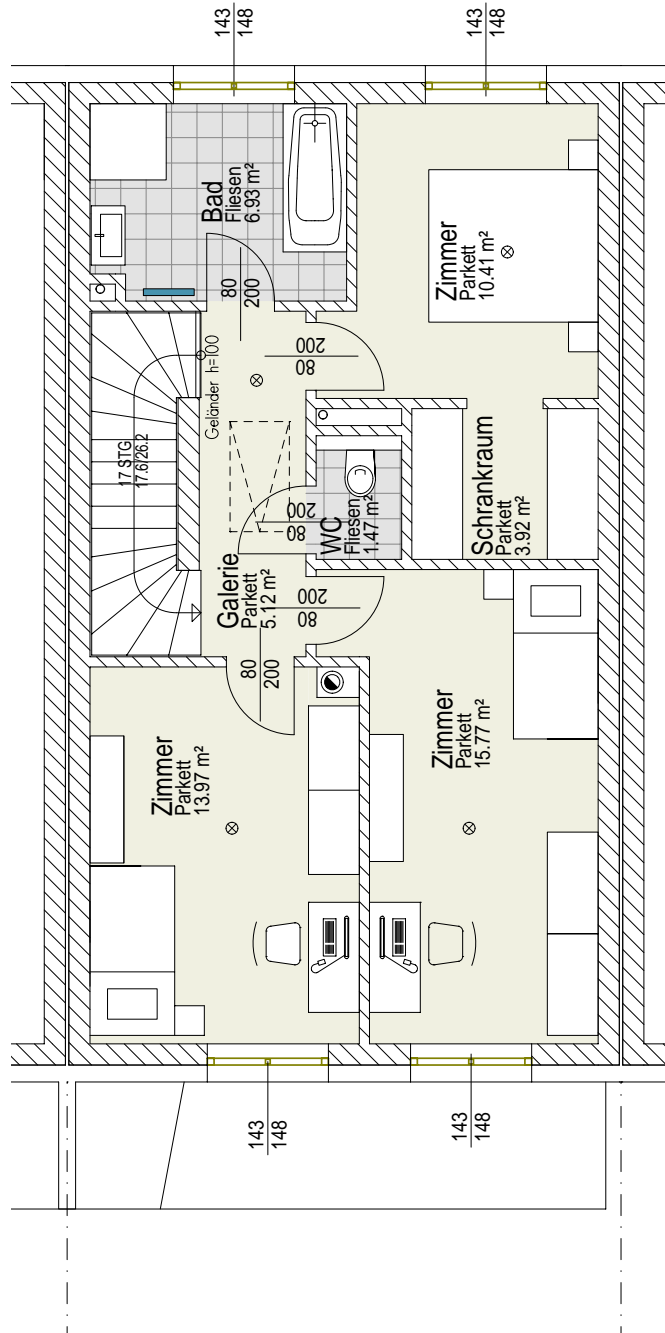 143
148
143
148
Bad
Fliesen
6.93 m²
Zimmer
Parkett
10.41 m²
80
200
80
200
Geländer h=100
17 STG
17.6/26.2
Schrankraum
Parkett
3.92 m²
WC
Fliesen
1.47 m²
80
200
Galerie
Parkett
5.12 m²
80
200
80
200
Zimmer
Parkett
13.97 m²
Zimmer
Parkett
15.77 m²
143
148
143
148